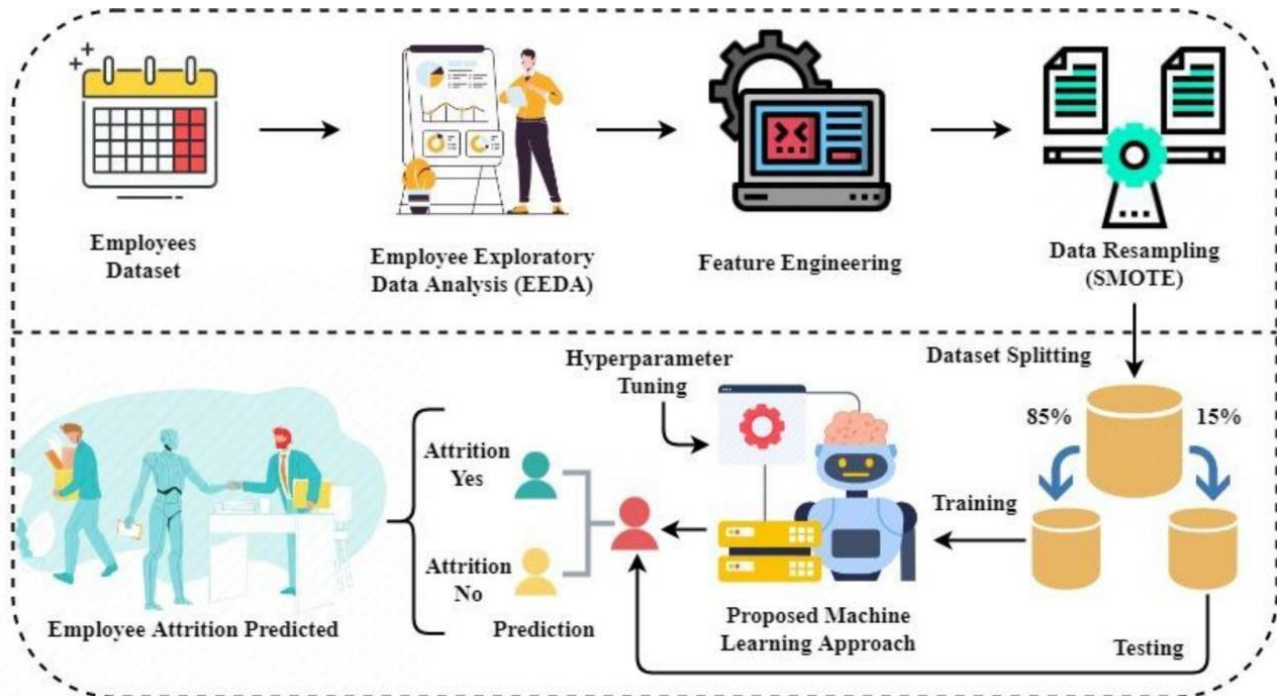 Employees
Dataset
Employee Exploratory
Data Analysis (EEDA)
Feature Engineering
Data Resampling
(SMOTE)
Dataset Splitting
85%
15%
Training
Testing
Hyperparameter
Tuning
Proposed Machine
Learning Approach
Attrition
Yes
Attrition
No
Prediction
Employee Attrition Predicted